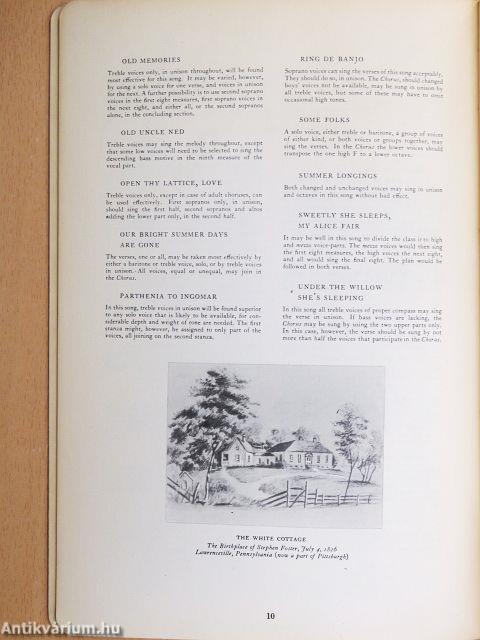 OLD MEMORIES
Treble voices only, in unison throughout, will be found
most effective for this song. It may be varied, however,
by using a solo voice for one verse, and voices in unison
for the next. A further possibility is to use second soprano
voices in the first eight measures, first soprano voices in
the next eight, and either all, or the second sopranos
alone, in the concluding section.
OLD UNCLE NED
Treble voices may sing the melody throughout, except
that some low voices will need to be selected to sing the
descending bass motive in the ninth measure of the
vocal part.
OPEN THY LATTICE, LOVE
Treble voices only, except in case of adult choruses, can
be used effectively. First sopranos only, in unison,
should sing the first half, second sopranos and altos
adding the lower part only, in the second half.
OUR BRIGHT SUMMER DAYS
ARE GONE
The verses, one or all, may be taken most effectively by
either a baritone or treble voice, solo, or by treble voices
in unison. All voices, equal or unequal, may join in
the Chorus.
PARTHENIA TO INGOMAR
In this song, treble voices in unison will be found superior
to any solo voice that is likely to be available, for con-
siderable depth and weight of tone are needed. The first
stanza might, however, be assigned to only part of the
voices, all joining on the second stanza.
RING DE BANJO
Soprano voices can sing the verses of this song acceptably.
They should do so, in unison. The Chorus, should changed
boys' voices not be available, may be sung in unison by
all treble voices, but some of these may have to omit
occasional high tones.
SOME FOLKS
A solo voice, either treble or baritone, a group of voices
of either kind, or both voices or groups together, may
sing the verses. In the Chorus the lower voices should
transpose the one high F to a lower octave.
SUMMER LONGINGS
Both changed and unchanged voices may sing in unison
and octaves in this song without bad effect.
SWEETLY SHE SLEEPS,
MY ALICE FAIR
It may be well in this song to divide the class into high
and mezzo voice-parts. The mezzo voices would then sing
the first eight measures, the high voices the next eight,
and all would sing the final eight. The plan would be
followed in both verses.
UNDER THE WILLOW
SHE'S SLEEPING
In this song all treble voices of proper compass may sing
the verse in unison. If bass voices are lacking, the
Chorus may be sung by using the two upper parts only.
In this case, however, the verse should be sung by not
more than half the voices that participate in the Chorus.
THE WHITE COTTAGE
The Birthplace of Stephen Foster, July 4, 1826
Lawrenceville, Pennsylvania (now a part of Pittsburgh)
10
Antikvárium.hu